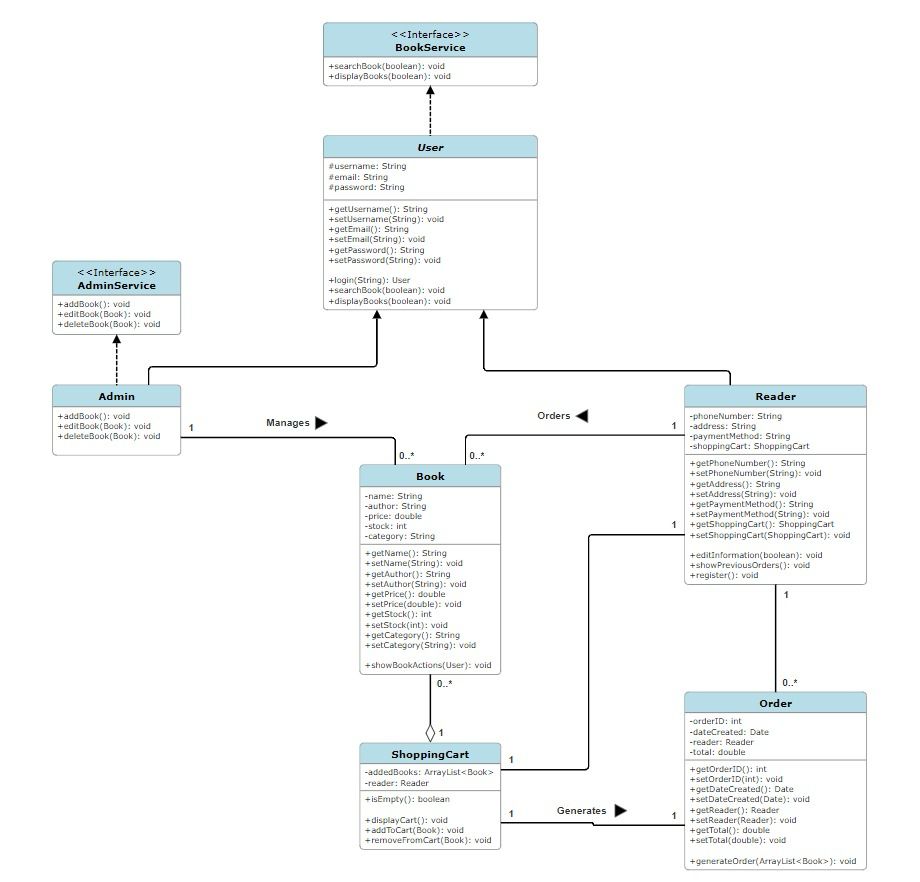 <<Interface>>
BookService
+searchBook(boolean): void
+displayBooks(boolean): void
User
#username: String
#email: String
#password: String
+getUsername(): String
+setUsername(String): void
+getEmail(): String
+setEmail(String): void
+getPassword(): String
+setPassword(String): void
+login(String): User
+searchBook(boolean): void
+displayBooks(boolean): void
<<Interface>>
AdminService
+addBook(): void
+editBook(Book): void
+deleteBook(Book): void
Admin
+addBook(): void
+editBook(Book): void
+deleteBook(Book): void
1
Manages
0..*
Orders
1
0..*
Reader
-phoneNumber: String
-address: String
-paymentMethod: String
-shoppingCart: ShoppingCart
+getPhoneNumber(): String
+setPhoneNumber(String): void
+getAddress(): String
+setAddress(String): void
+getPaymentMethod(): String
+setPaymentMethod(String): void
+getShoppingCart(): ShoppingCart
+setShoppingCart(ShoppingCart): void
+editInformation(boolean): void
+showPreviousOrders(): void
+register(): void
1
1
0..*
Book
-name: String
-author: String
-price: double
-stock: int
-category: String
+getName(): String
+setName(String): void
+getAuthor(): String
+setAuthor(String): void
+getPrice(): double
+setPrice(double): void
+getStock(): int
+setStock(int): void
+getCategory(): String
+setCategory(String): void
+showBookActions(User): void
0..*
1
ShoppingCart
-addedBooks: ArrayList<Book>
-reader: Reader
+isEmpty(): boolean
+displayCart(): void
+addToCart(Book): void
+removeFromCart(Book): void
1
1
Generates
1
Order
-orderID: int
-dateCreated: Date
-reader: Reader
-total: double
+getOrderID(): int
+setOrderID(int): void
+getDateCreated(): Date
+setDateCreated(Date): void
+getReader(): Reader
+setReader(Reader): void
+getTotal(): double
+setTotal(double): void
+generateOrder(ArrayList<Book>): void